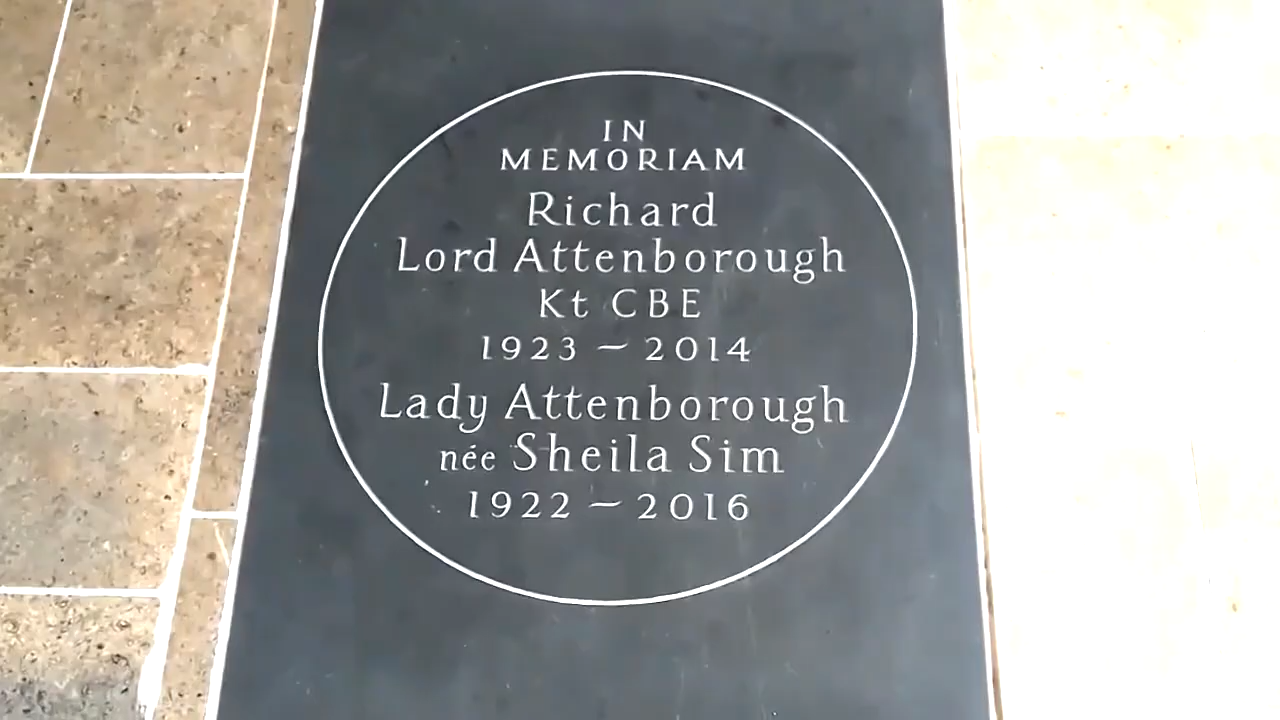 IN
MEMORIAM
Richard
Lord Attenborough
Kt CBE
1923 – 2014
Lady Attenborough
née Sheila Sim
1922 – 2016